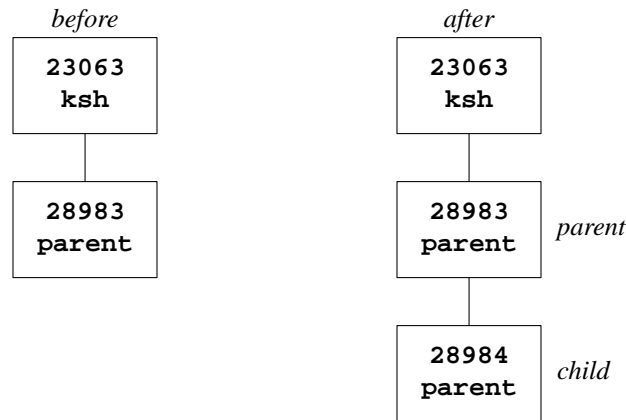 before
23063
ksh
28983
parent
after
23063
ksh
28983
parent
parent
28984
parent
child